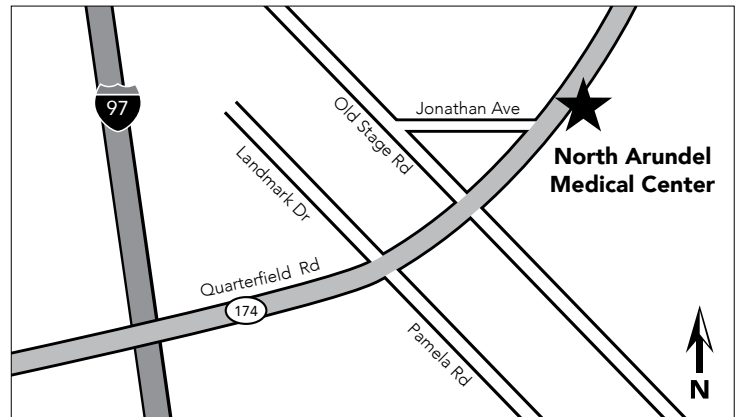 97
Jonathan Ave
Old Stage Rd
North Arundel
Medical Center
Landmark Dr
Quarterfield Rd
174
Pamela Rd
N